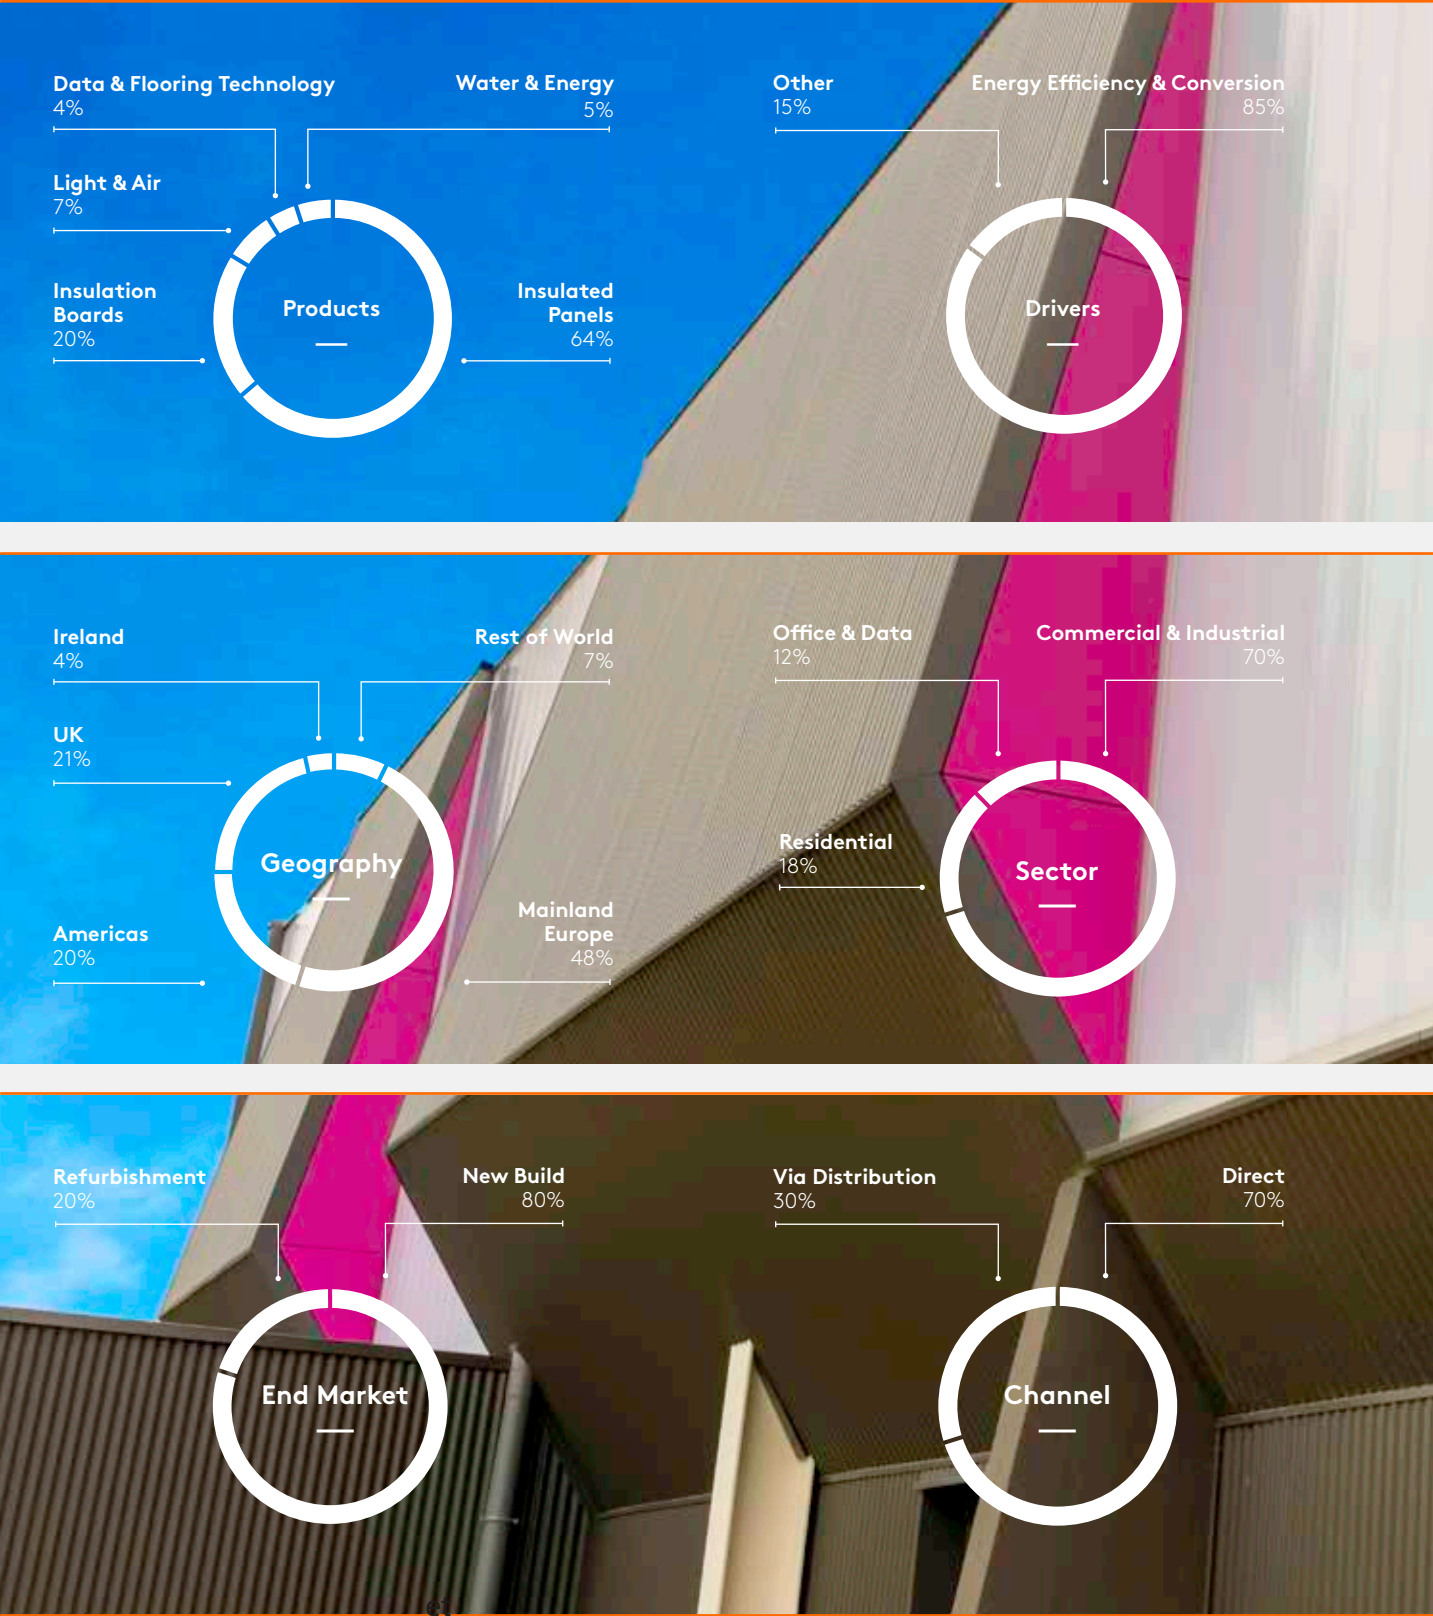 Data & Flooring Technology
4%
Water & Energy
5%
Light & Air
7%
Insulation
Boards
20%
Insulated
Panels
64%
Products
Other
15%
Energy Efficiency & Conversion
85%
Drivers
Ireland
4%
Rest of World
7%
UK
21%
Geography
Americas
20%
Mainland
Europe
48%
Office & Data
12%
Commercial & Industrial
70%
Residential
18%
Sector
Refurbishment
20%
New Build
80%
End Market
Via Distribution
30%
Direct
70%
Channel